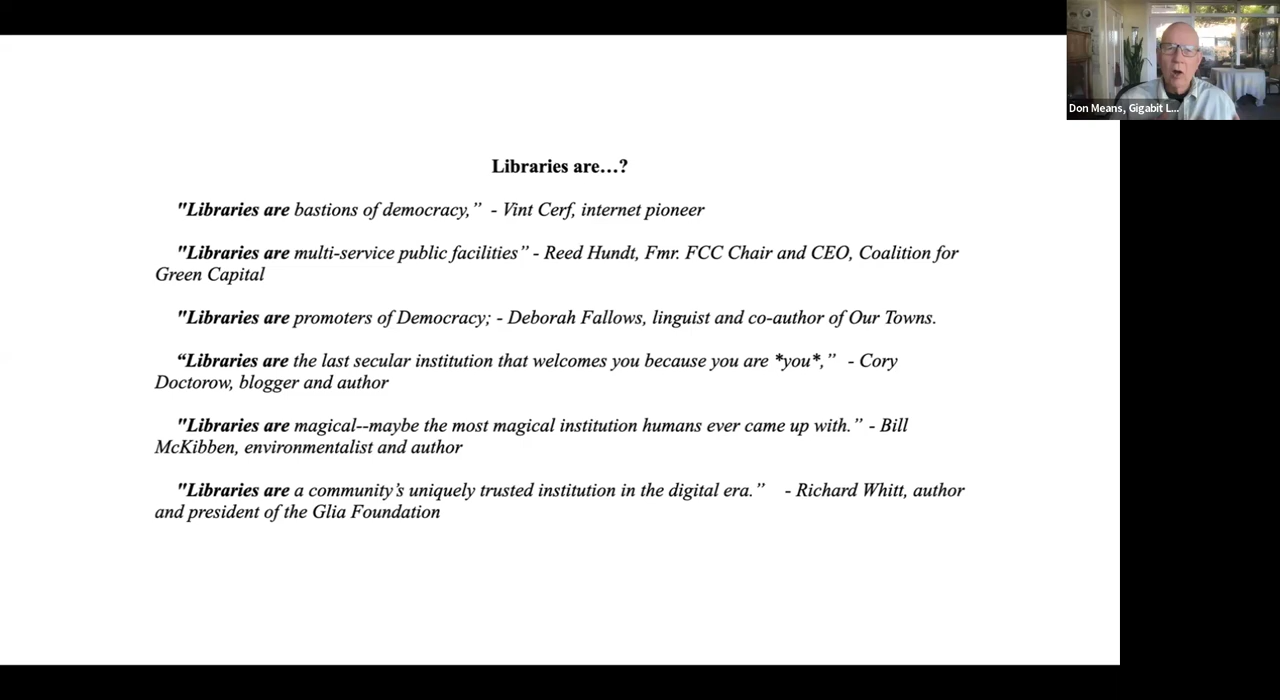 Don Means, Gigabit L...
Libraries are…?
"Libraries are bastions of democracy,” - Vint Cerf, internet pioneer
"Libraries are multi-service public facilities” - Reed Hundt, Fmr. FCC Chair and CEO, Coalition for
Green Capital
"Libraries are promoters of Democracy; - Deborah Fallows, linguist and co-author of Our Towns.
“Libraries are the last secular institution that welcomes you because you are *you*,” - Cory
Doctorow, blogger and author
"Libraries are magical--maybe the most magical institution humans ever came up with.” - Bill
McKibben, environmentalist and author
"Libraries are a community’s uniquely trusted institution in the digital era.” - Richard Whitt, author
and president of the Glia Foundation